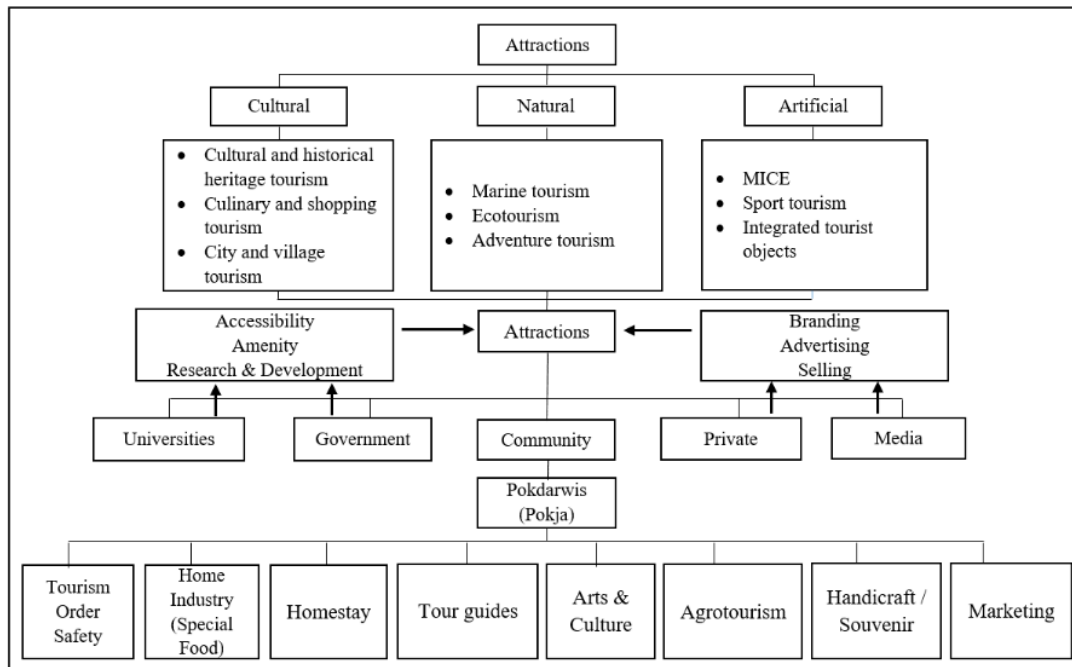 Attractions
Cultural
Natural
Artificial
• Cultural and historical
heritage tourism
• Culinary and shopping
tourism
• City and village
tourism
• Marine tourism
• Ecotourism
• Adventure tourism
• MICE
• Sport tourism
• Integrated tourist
objects
Accessibility
Amenity
Research & Development
Attractions
Branding
Advertising
Selling
Universities
Government
Community
Private
Media
Pokdarwis
(Pokja)
Tourism
Order
Safety
Home
Industry
(Special
Food)
Homestay
Tour guides
Arts &
Culture
Agrotourism
Handicraft /
Souvenir
Marketing